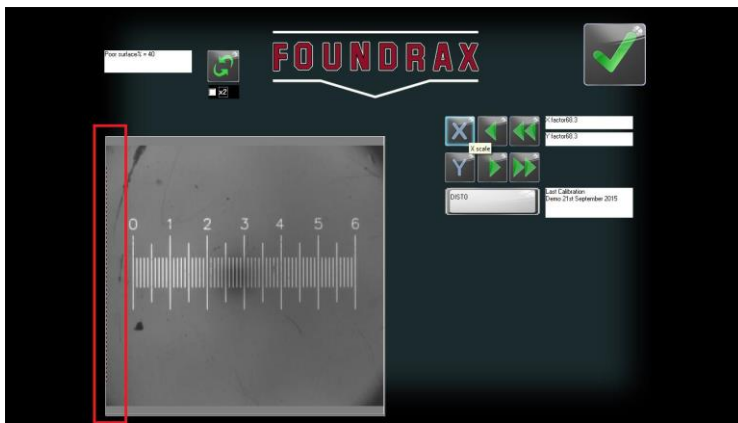 Poor surface% = 40
FOUNDRAX
x2
X factor68.3
Y factor68.3
X
Y
X scale
DIST0
Last Calibration
Demo 21st September 2015
0 1 2 3 4 5 6